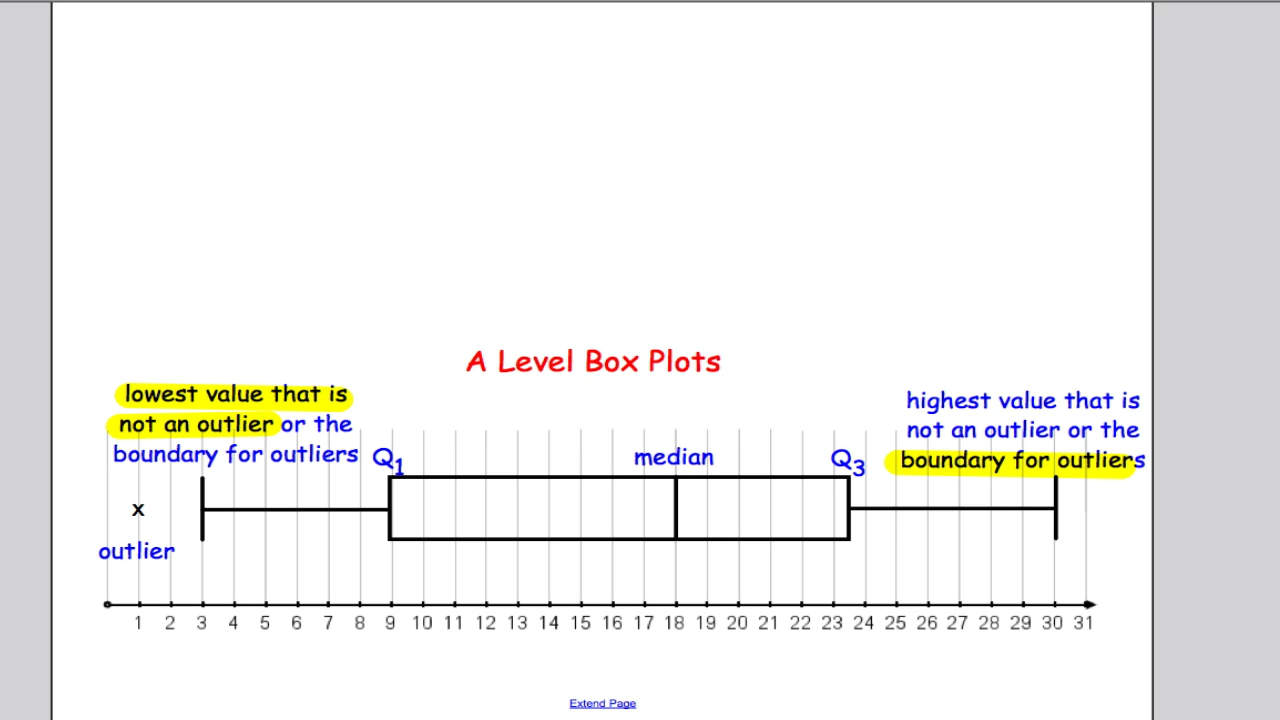 A Level Box Plots
lowest value that is
not an outlier or the
boundary for outliers
highest value that is
not an outlier or the
boundary for outliers
Q1
median
Q3
x
outlier
1 2 3 4 5 6 7 8 9 10 11 12 13 14 15 16 17 18 19 20 21 22 23 24 25 26 27 28 29 30 31
Extend Page